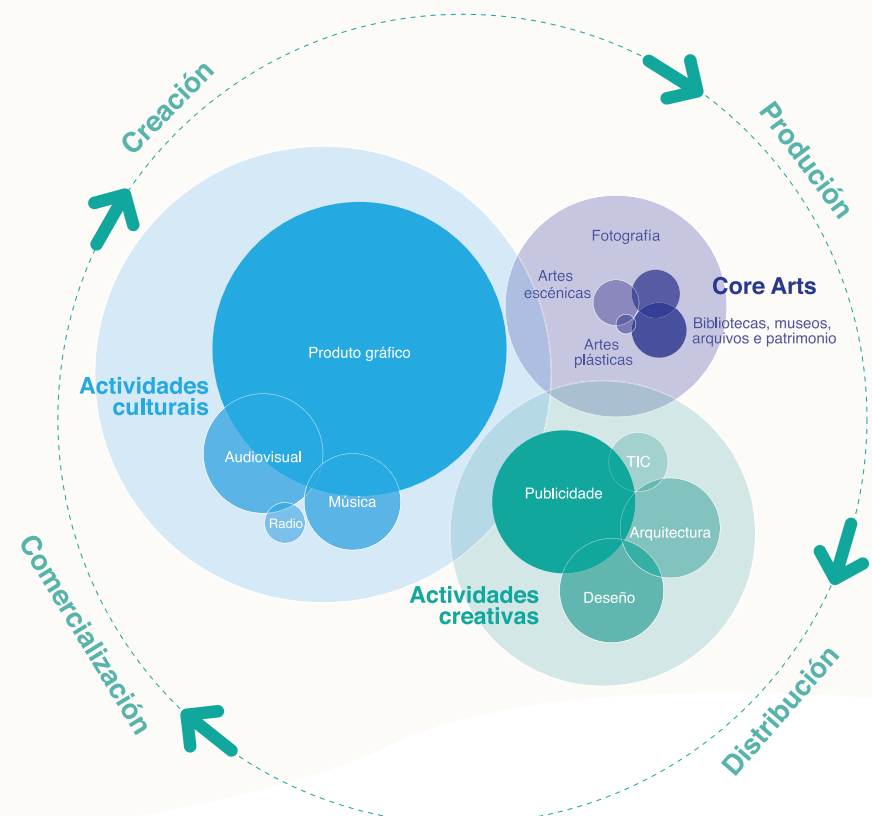 Creación
Produción
Distribución
Comercialización
Actividades
culturais
Produto gráfico
Audiovisual
Música
Radio
Core Arts
Fotografía
Artes
escénicas
Artes
plásticas
Bibliotecas, museos,
arquivos e patrimonio
Actividades
creativas
Publicidade
TIC
Arquitectura
Deseño